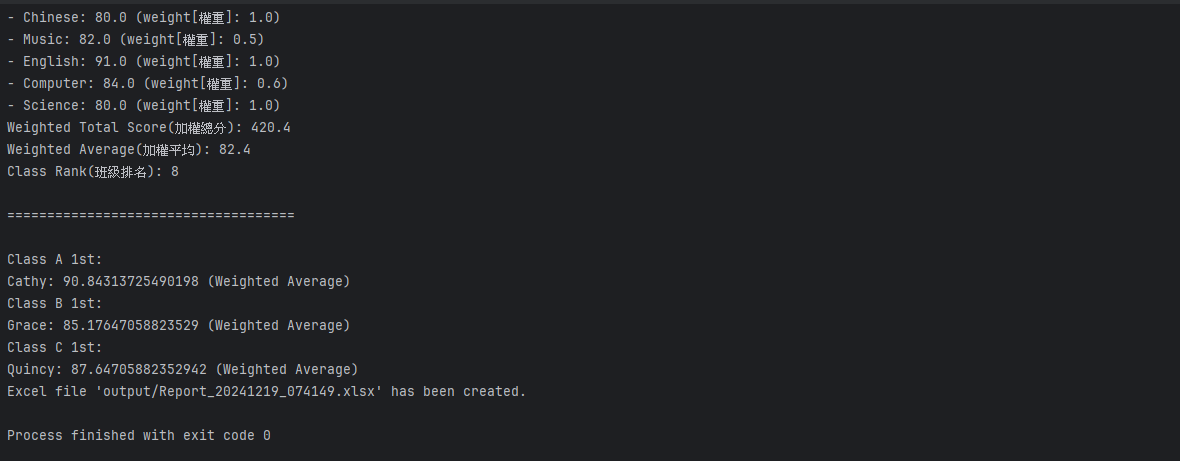 - Chinese: 80.0 (weight[權重]: 1.0)
- Music: 82.0 (weight[權重]: 0.5)
- English: 91.0 (weight[權重]: 1.0)
- Computer: 84.0 (weight[權重]: 0.6)
- Science: 80.0 (weight[權重]: 1.0)
Weighted Total Score(加權總分): 420.4
Weighted Average(加權平均): 82.4
Class Rank(班級排名): 8
====================================
Class A 1st:
Cathy: 90.84313725490198 (Weighted Average)
Class B 1st:
Grace: 85.17647058823529 (Weighted Average)
Class C 1st:
Quincy: 87.64705882352942 (Weighted Average)
Excel file 'output/Report_20241219_074149.xlsx' has been created.
Process finished with exit code 0